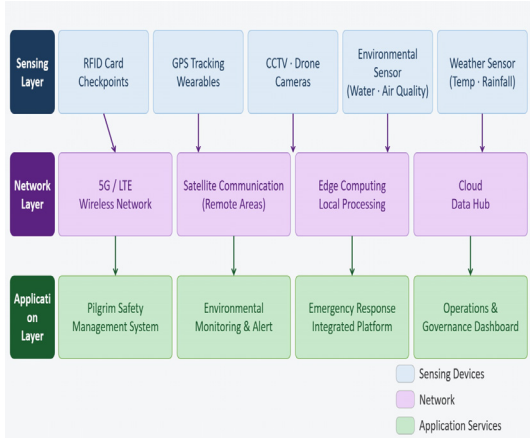 Sensing
Layer
RFID Card
Checkpoints
GPS Tracking
Wearables
CCTV · Drone
Cameras
Environmental
Sensor
(Water · Air Quality)
Weather Sensor
(Temp · Rainfall)
Network
Layer
5G / LTE
Wireless Network
Satellite Communication
(Remote Areas)
Edge Computing
Local Processing
Cloud
Data Hub
Applicati
on
Layer
Pilgrim Safety
Management System
Environmental
Monitoring & Alert
Emergency Response
Integrated Platform
Operations &
Governance Dashboard
Sensing Devices
Network
Application Services